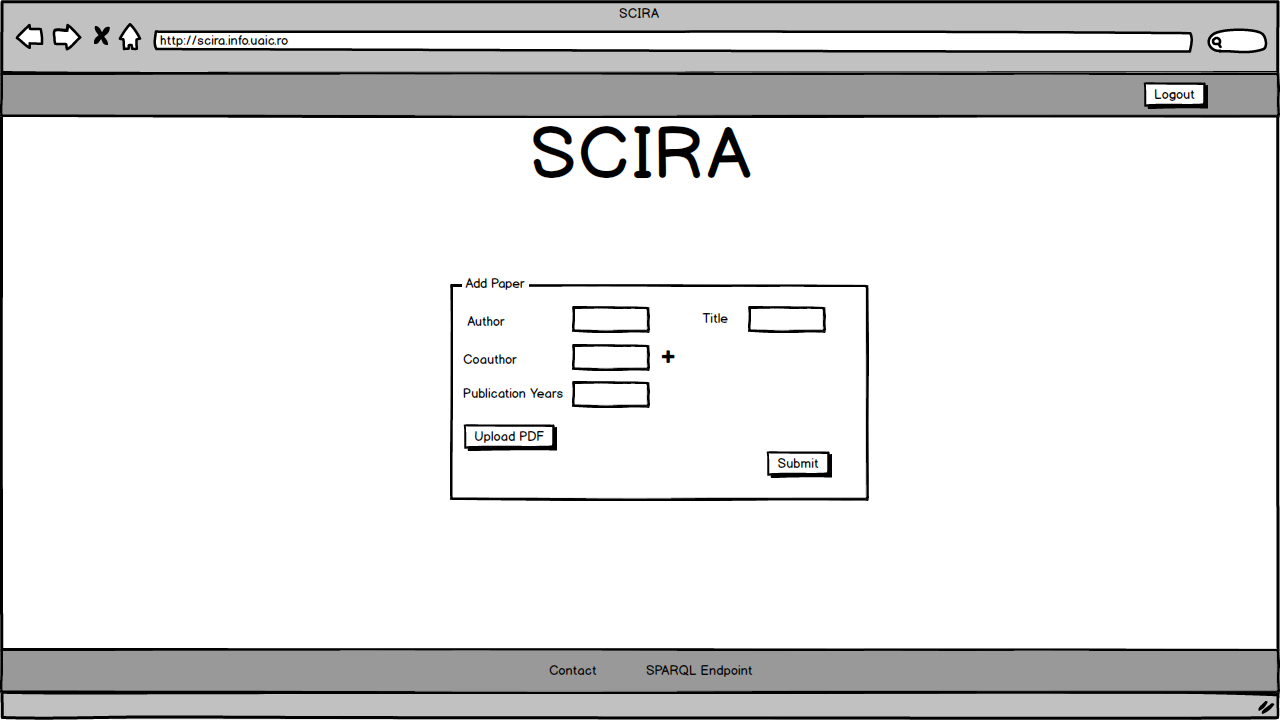 SCIRA
http://scira.info.uaic.ro
Logout
SCIRA
Add Paper
Author
Title
Coauthor
Publication Years
Upload PDF
Submit
Contact SPARQL Endpoint